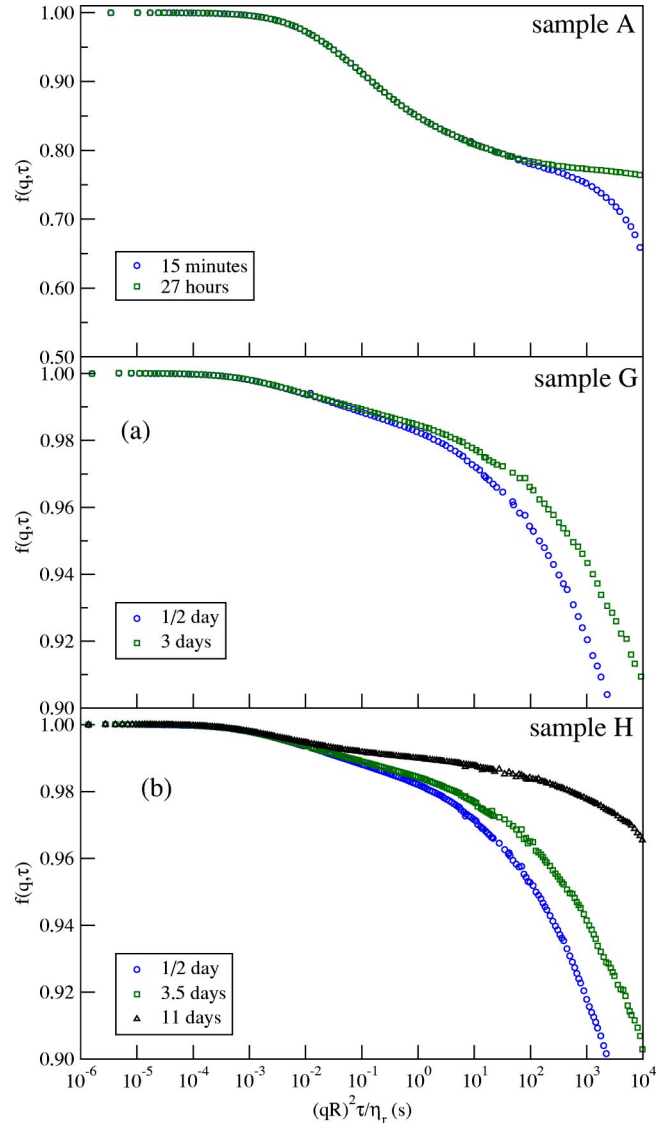 1.00
sample A
0.90
0.80
f(q,τ)
0.70
15 minutes
27 hours
0.60
0.50
1.00
sample G
(a)
0.98
0.96
f(q,τ)
0.94
1/2 day
3 days
0.92
0.90
1.00
sample H
(b)
0.98
0.96
f(q,τ)
0.94
1/2 day
3.5 days
11 days
0.92
0.90
10⁻⁶ 10⁻⁵ 10⁻⁴ 10⁻³ 10⁻² 10⁻¹ 10⁰ 10¹ 10² 10³ 10⁴
(qR)²τ/ηᵣ (s)